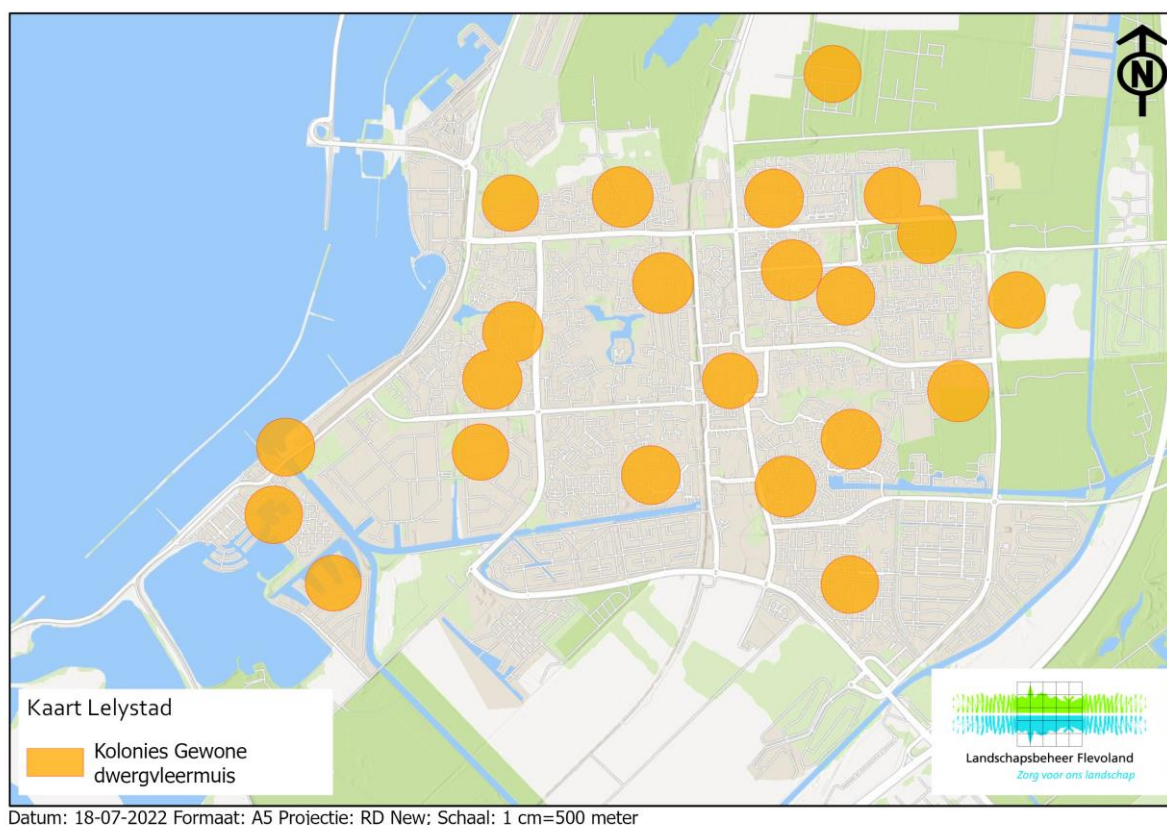 N
Kaart Lelystad
Kolonies Gewone
dwergvleermuis
Landschapsbeheer Flevoland
Zorg voor ons landschap
Datum: 18-07-2022 Formaat: A5 Projectie: RD New; Schaal: 1 cm=500 meter